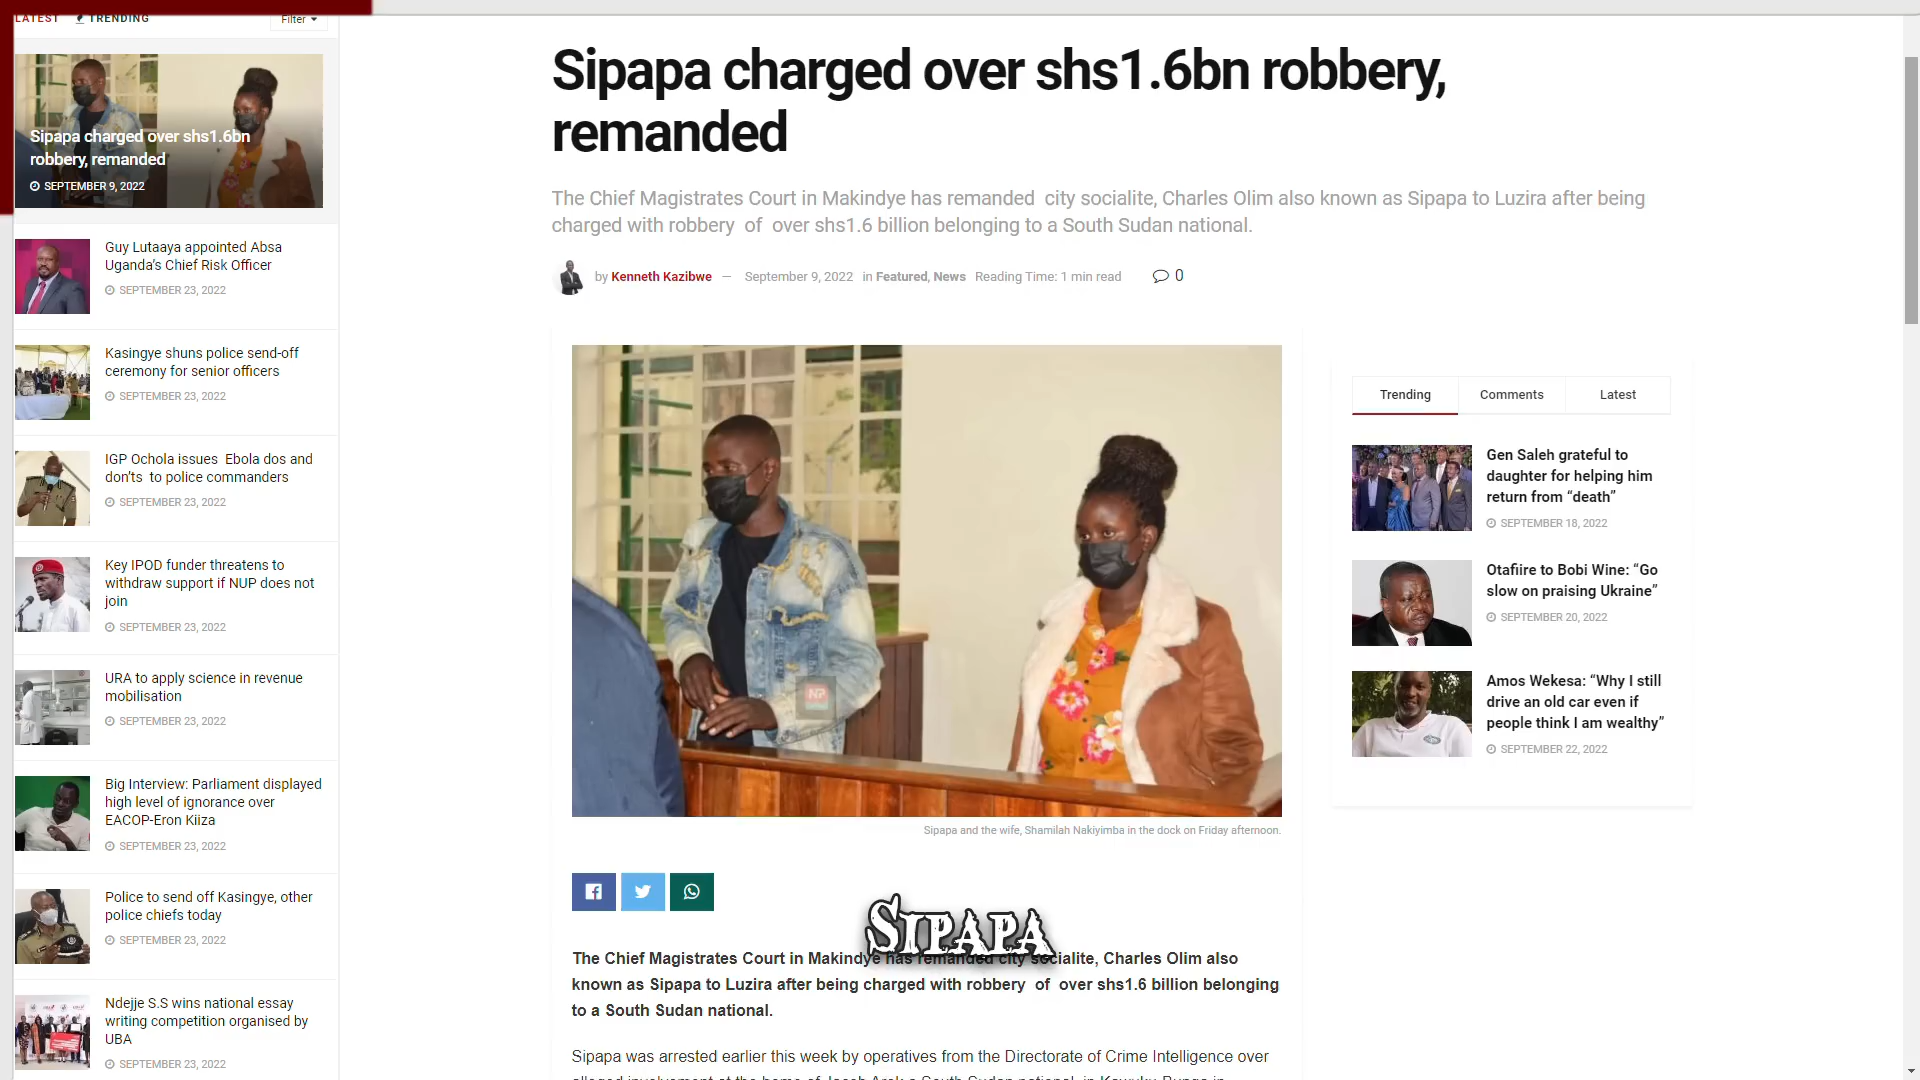 LATEST
TRENDING
Filter
Sipapa charged over shs1.6bn
robbery, remanded
SEPTEMBER 9, 2022
Guy Lutaaya appointed Absa
Uganda’s Chief Risk Officer
SEPTEMBER 23, 2022
Kasingye shuns police send-off
ceremony for senior officers
SEPTEMBER 23, 2022
IGP Ochola issues  Ebola dos and
don’ts  to police commanders
SEPTEMBER 23, 2022
Key IPOD funder threatens to
withdraw support if NUP does not
join
SEPTEMBER 23, 2022
URA to apply science in revenue
mobilisation
SEPTEMBER 23, 2022
Big Interview: Parliament displayed
high level of ignorance over
EACOP-Eron Kiiza
SEPTEMBER 23, 2022
Police to send off Kasingye, other
police chiefs today
SEPTEMBER 23, 2022
Ndejje S.S wins national essay
writing competition organised by
UBA
SEPTEMBER 23, 2022
Sipapa charged over shs1.6bn robbery,
remanded
The Chief Magistrates Court in Makindye has remanded  city socialite, Charles Olim also known as Sipapa to Luzira after being
charged with robbery  of  over shs1.6 billion belonging to a South Sudan national.
by Kenneth Kazibwe — September 9, 2022 in Featured, News Reading Time: 1 min read 0
NP
Sipapa and the wife, Shamilah Nakiyimba in the dock on Friday afternoon.
SIPAPA
The Chief Magistrates Court in Makindye has remanded city socialite, Charles Olim also
known as Sipapa to Luzira after being charged with robbery  of  over shs1.6 billion belonging
to a South Sudan national.
Sipapa was arrested earlier this week by operatives from the Directorate of Crime Intelligence over
Trending Comments Latest
Gen Saleh grateful to
daughter for helping him
return from “death”
SEPTEMBER 18, 2022
Otafiire to Bobi Wine: “Go
slow on praising Ukraine”
SEPTEMBER 20, 2022
Amos Wekesa: “Why I still
drive an old car even if
people think I am wealthy”
SEPTEMBER 22, 2022